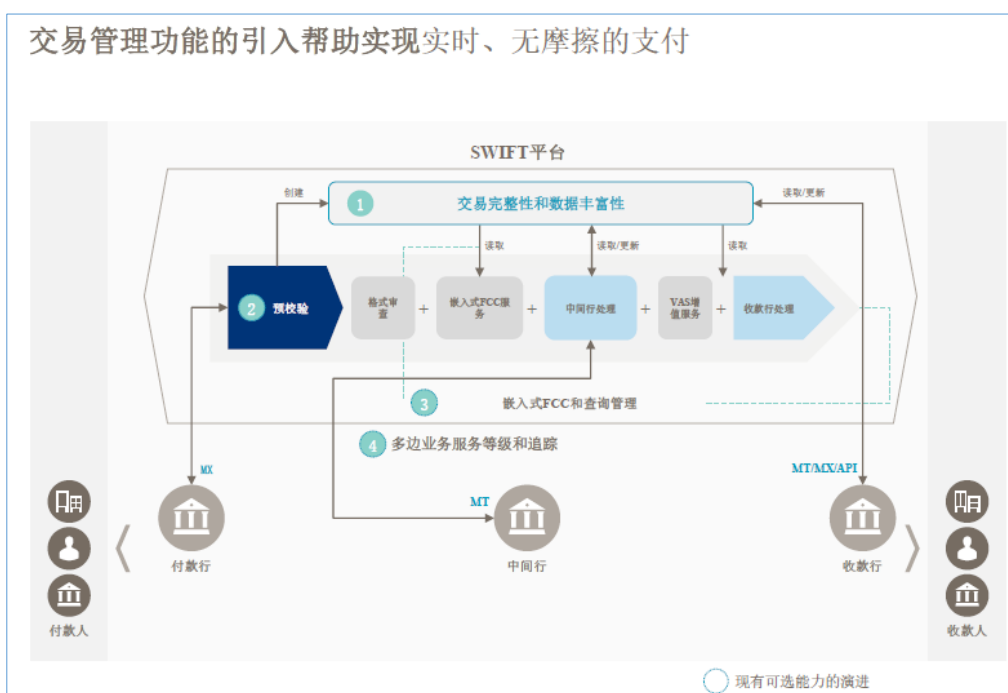 交易管理功能的引入帮助实现实时、无摩擦的支付
SWIFT平台
创建
1
交易完整性和数据丰富性
读取/更新
读取
读取/更新
读取
2
预校验
格式审
查
+
嵌入式FCC服
务
+
中间行处理
+
VAS增
值服务
+
收款行处理
3
嵌入式FCC和查询管理
4
多边业务服务等级和追踪
MX
MT
MT/MX/API
付款行
中间行
收款行
付款人
收款人
现有可选能力的演进